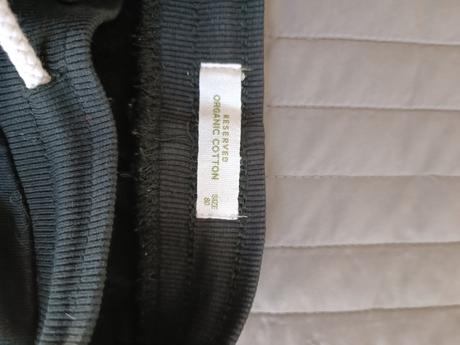 RESERVED
ORGANIC COTTON
SIZE
80